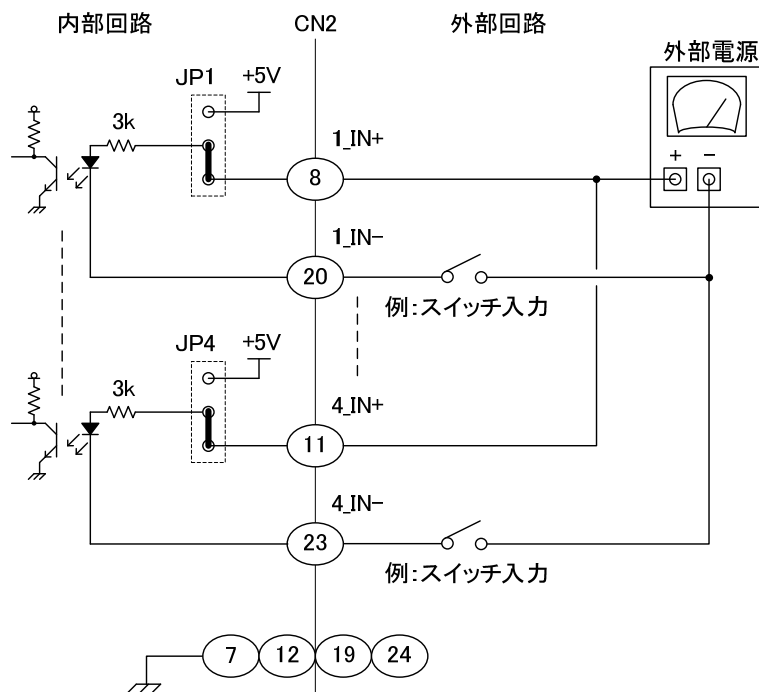 内部回路
CN2
外部回路
外部電源
JP1
+5V
3k
1_IN+
+
−
8
1_IN−
20
例：スイッチ入力
JP4
+5V
3k
4_IN+
11
4_IN−
23
例：スイッチ入力
7
12
19
24